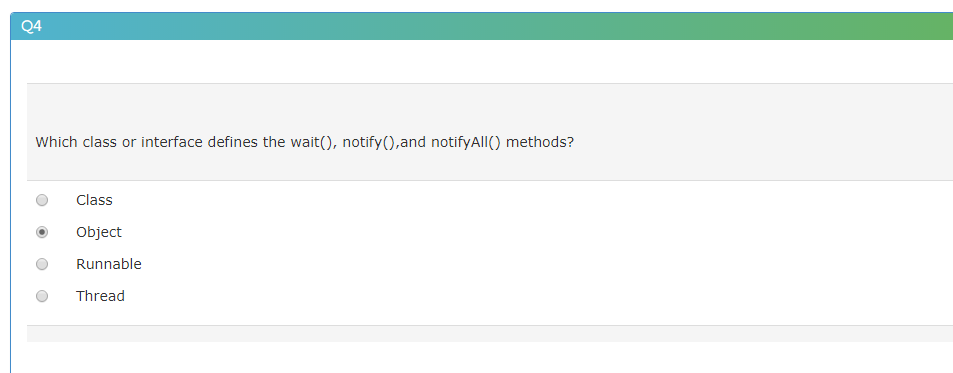 Q4
Which class or interface defines the wait(), notify(),and notifyAll() methods?
Class
Object
Runnable
Thread